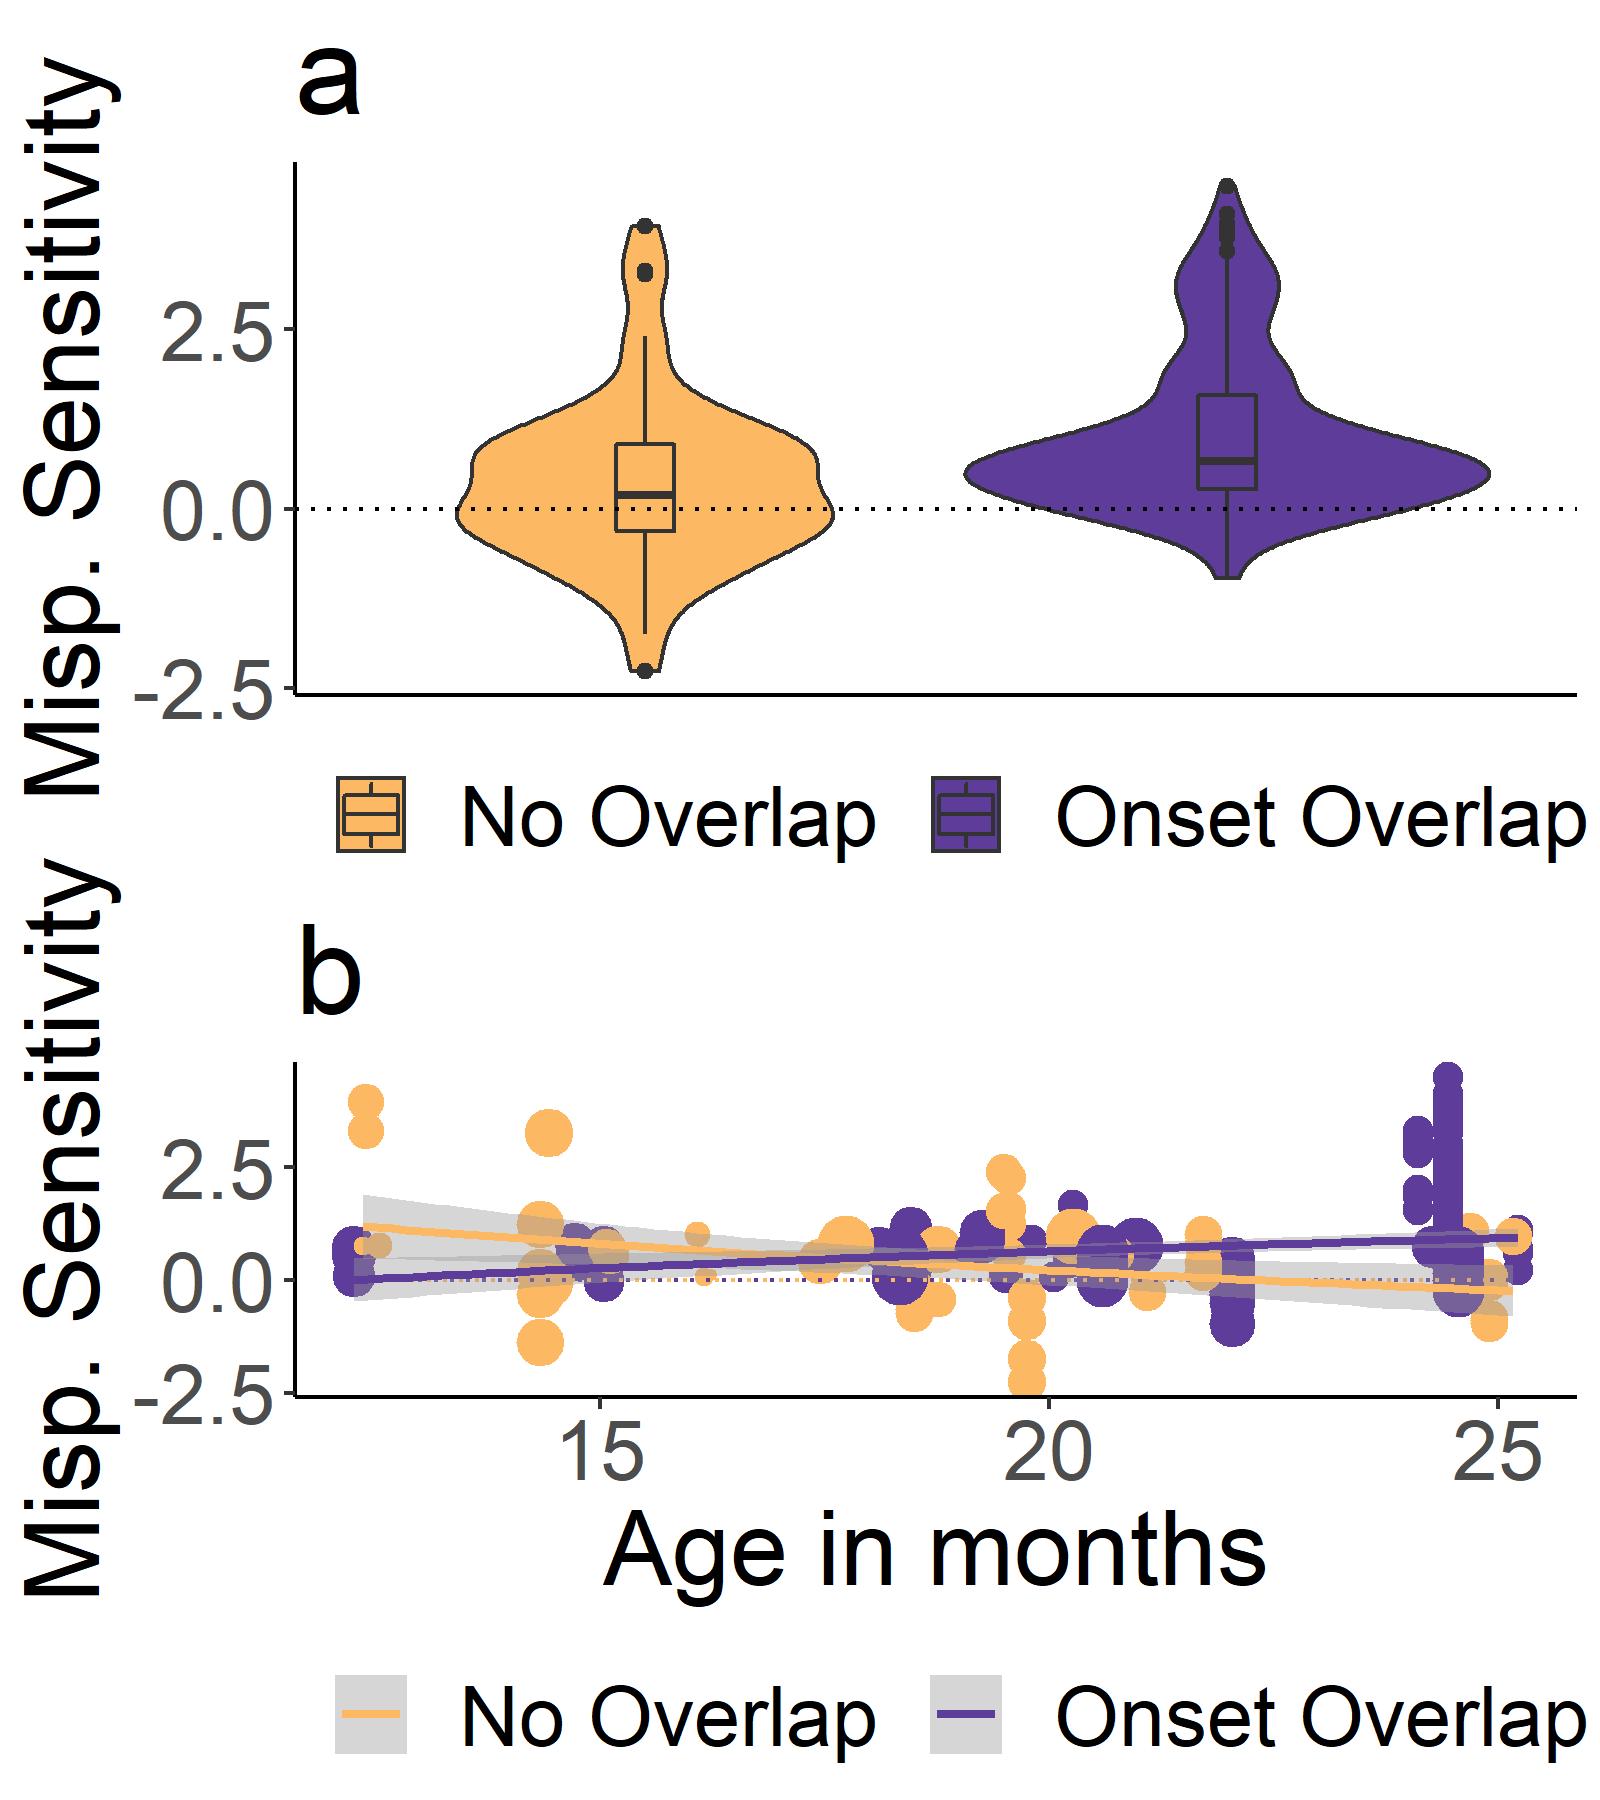 a
Misp. Sensitivity
2.5
0.0
-2.5
No Overlap Onset Overlap
b
Misp. Sensitivity
2.5
0.0
-2.5
15 20 25
Age in months
No Overlap Onset Overlap